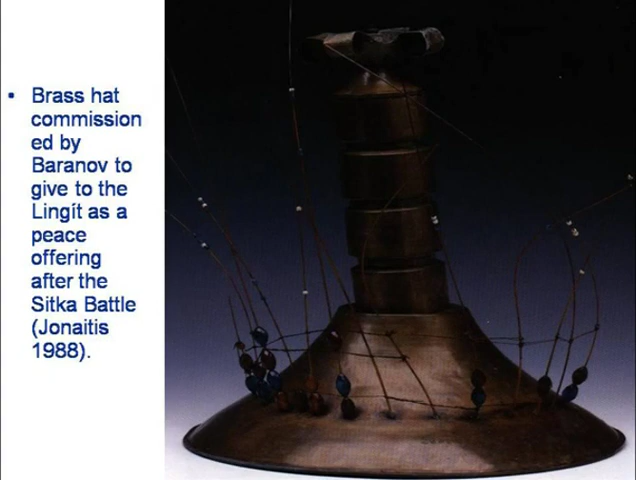 ▪ Brass hat
commission
ed by
Baranov to
give to the
Lingít as a
peace
offering
after the
Sitka Battle
(Jonaitis
1988).